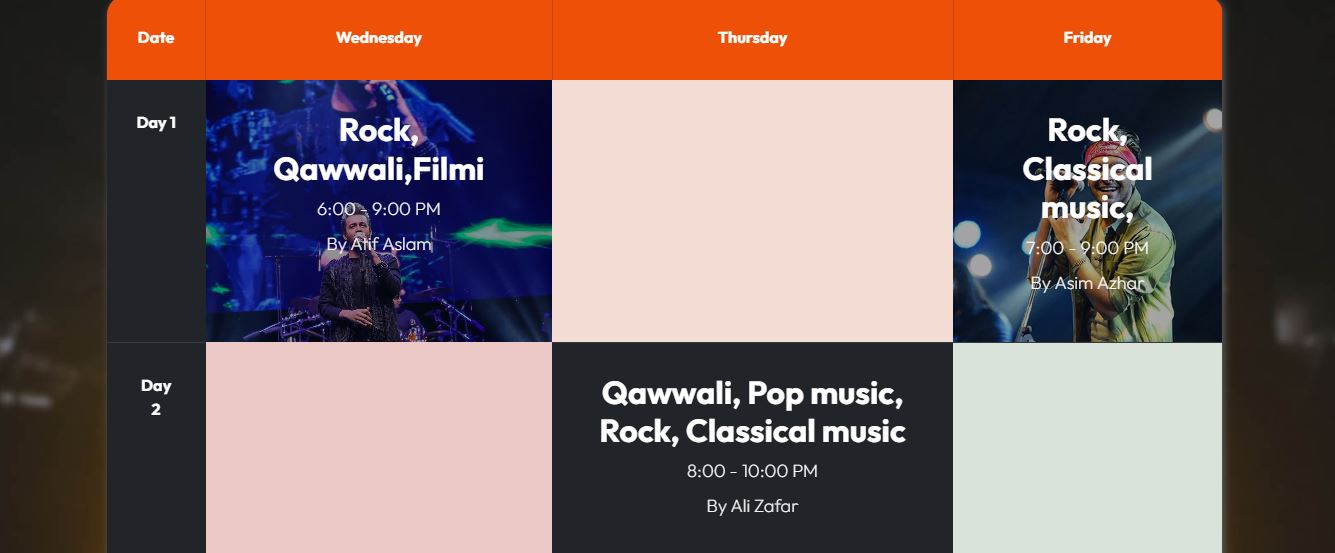 Date
Wednesday
Thursday
Friday
Day 1
Rock,
Qawwali,Filmi
6:00 - 9:00 PM
By Atif Aslam
Rock,
Classical
music,
7:00 - 9:00 PM
By Asim Azhar
Day
2
Qawwali, Pop music,
Rock, Classical music
8:00 - 10:00 PM
By Ali Zafar